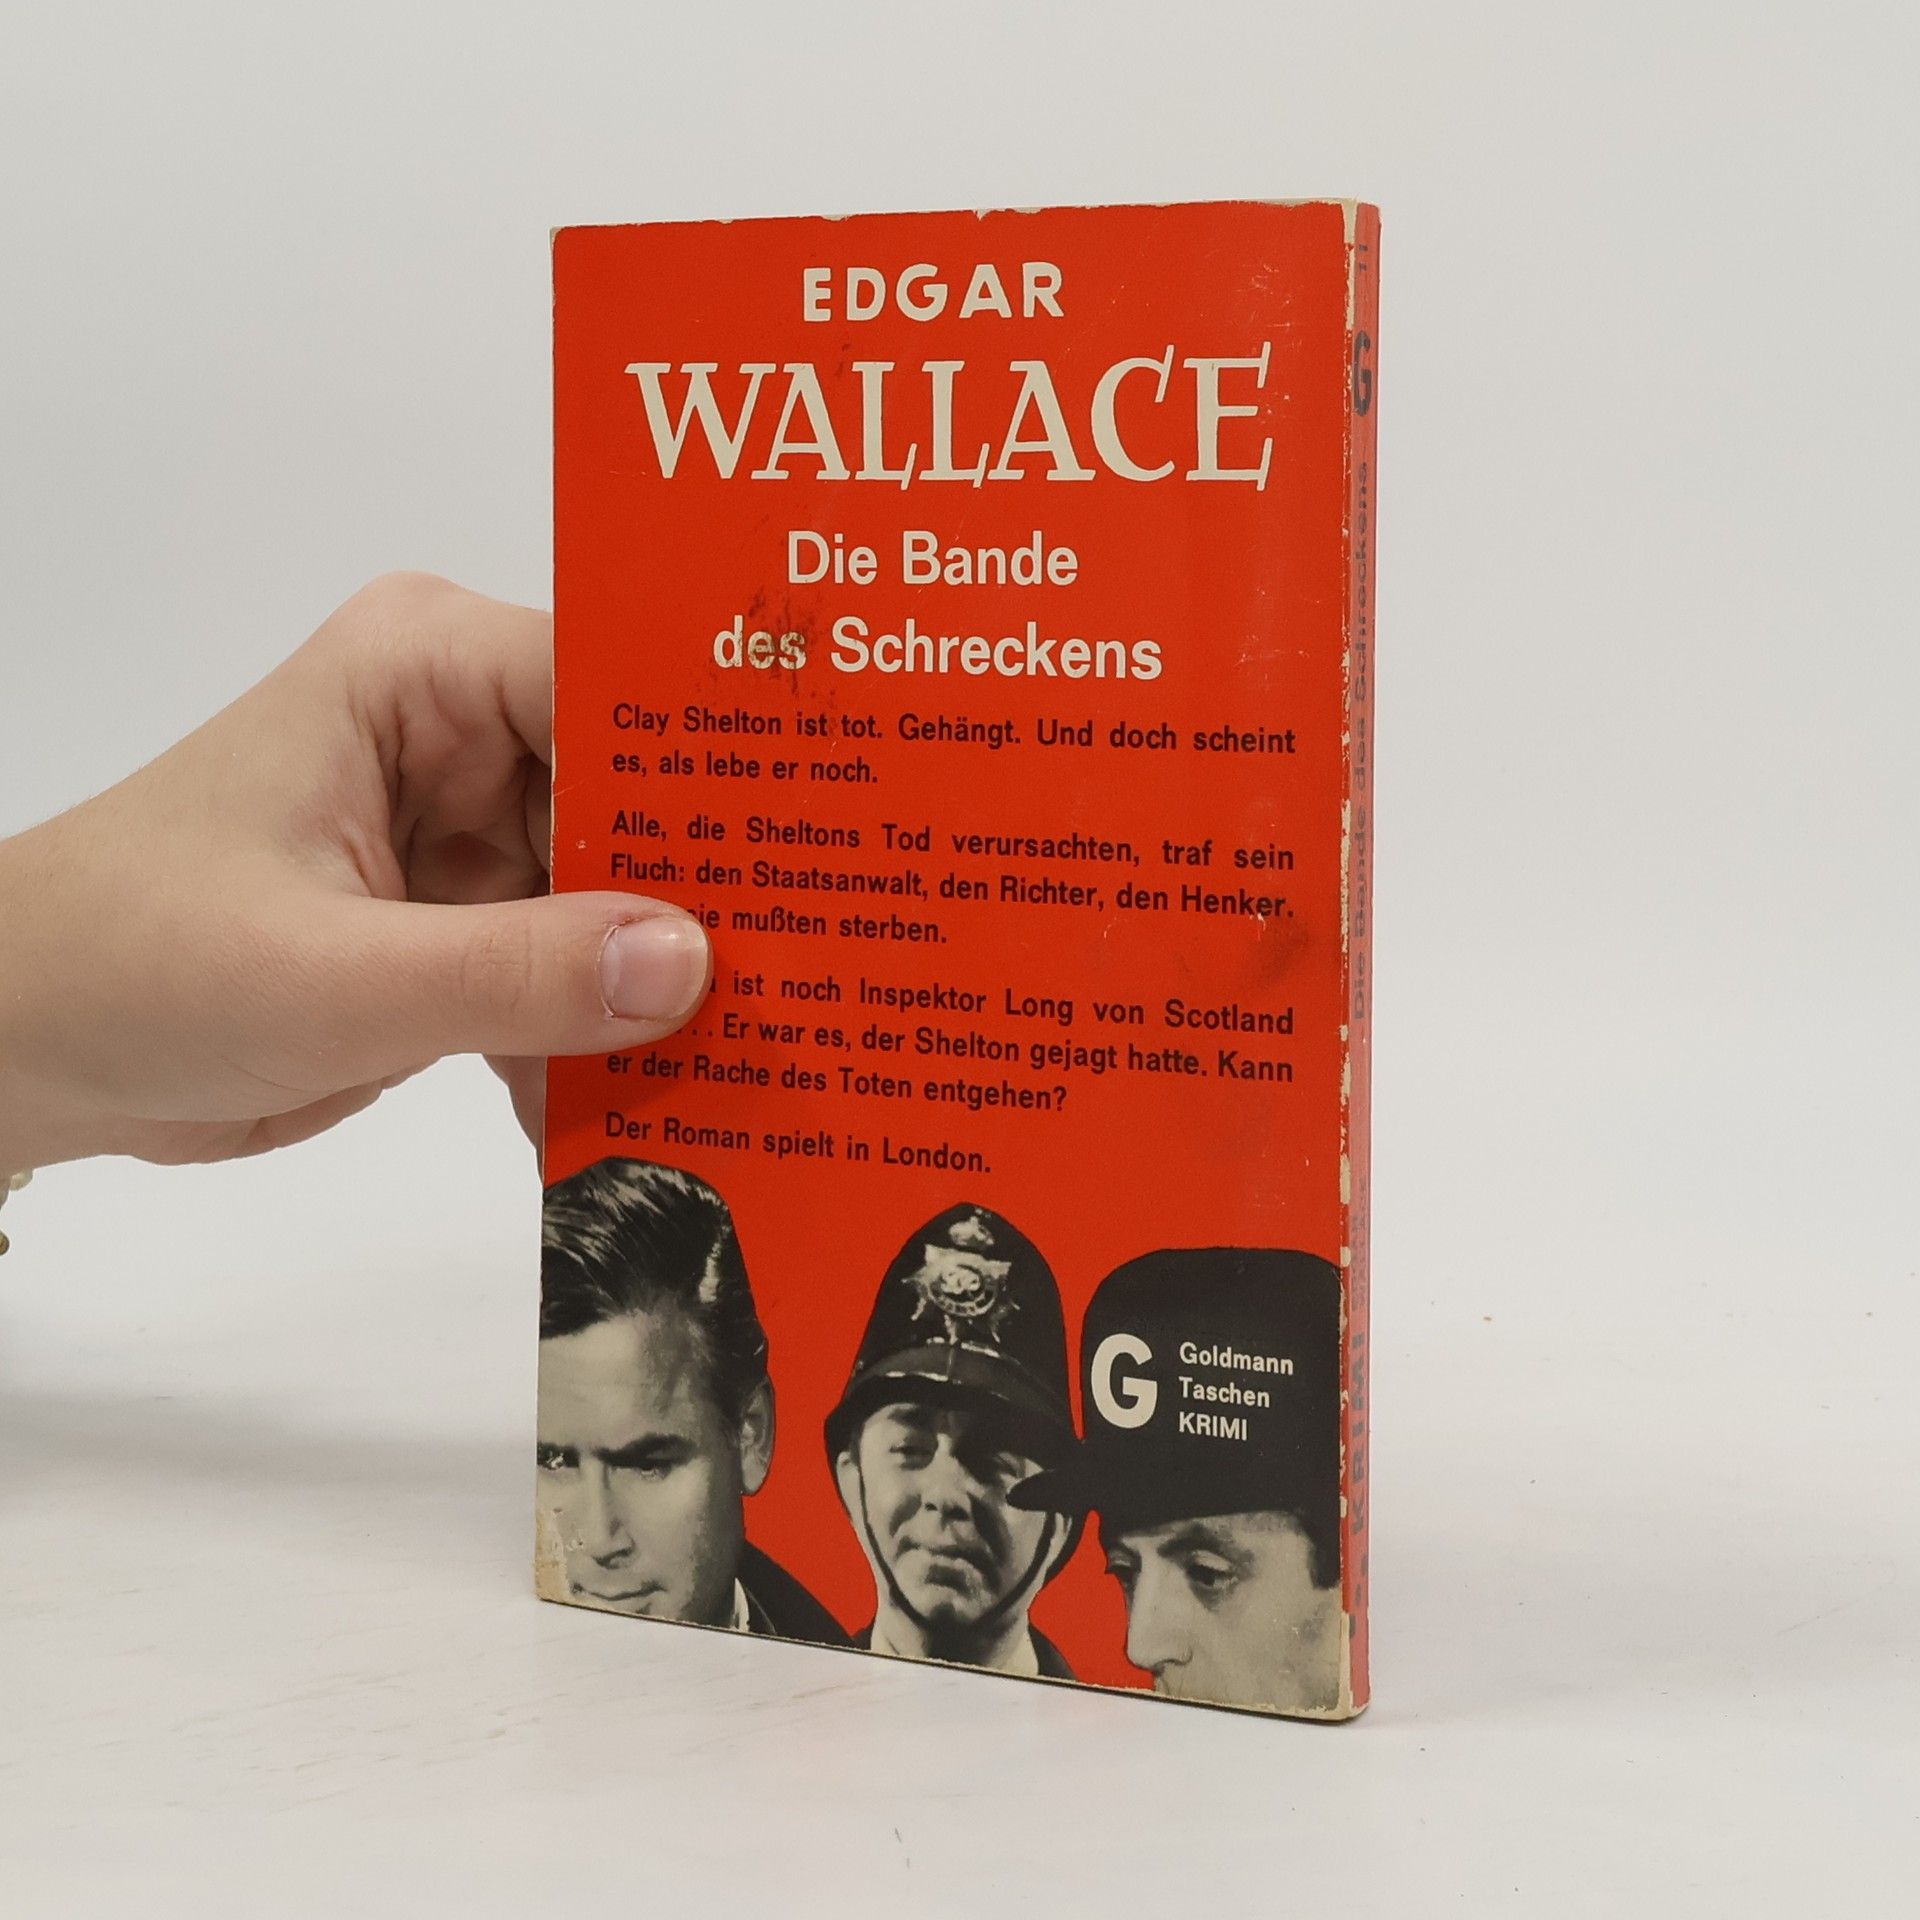 EDGAR
WALLACE
Die Bande
des Schreckens
Clay Shelton ist tot. Gehängt. Und doch scheint
es, als lebe er noch.
Alle, die Sheltons Tod verursachten, traf sein
Fluch: den Staatsanwalt, den Richter, den Henker.
mußten sterben.
ist noch Inspektor Long von Scotland
. . Er war es, der Shelton gejagt hatte. Kann
er der Rache des Toten entgehen?
Der Roman spielt in London.
G
Goldmann
Taschen
KRIMI
G
Die Bande des Schreckens
KRIMI